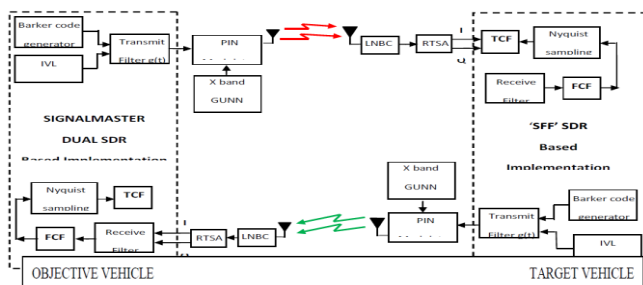 Barker code
generator
IVL
Transmit
Filter g(t)
PIN
X band
GUNN
LNBC
RTSA
I
Q
TCF
Nyquist
sampling
Receive
Filter
FCF
SIGNALMASTER
DUAL SDR
Based Implementation
'SFF' SDR
Based
Implementation
Nyquist
sampling
TCF
FCF
Receive
Filter
I
RTSA
LNBC
X band
GUNN
PIN
Transmit
Filter g(t)
Barker code
generator
IVL
OBJECTIVE VEHICLE
TARGET VEHICLE